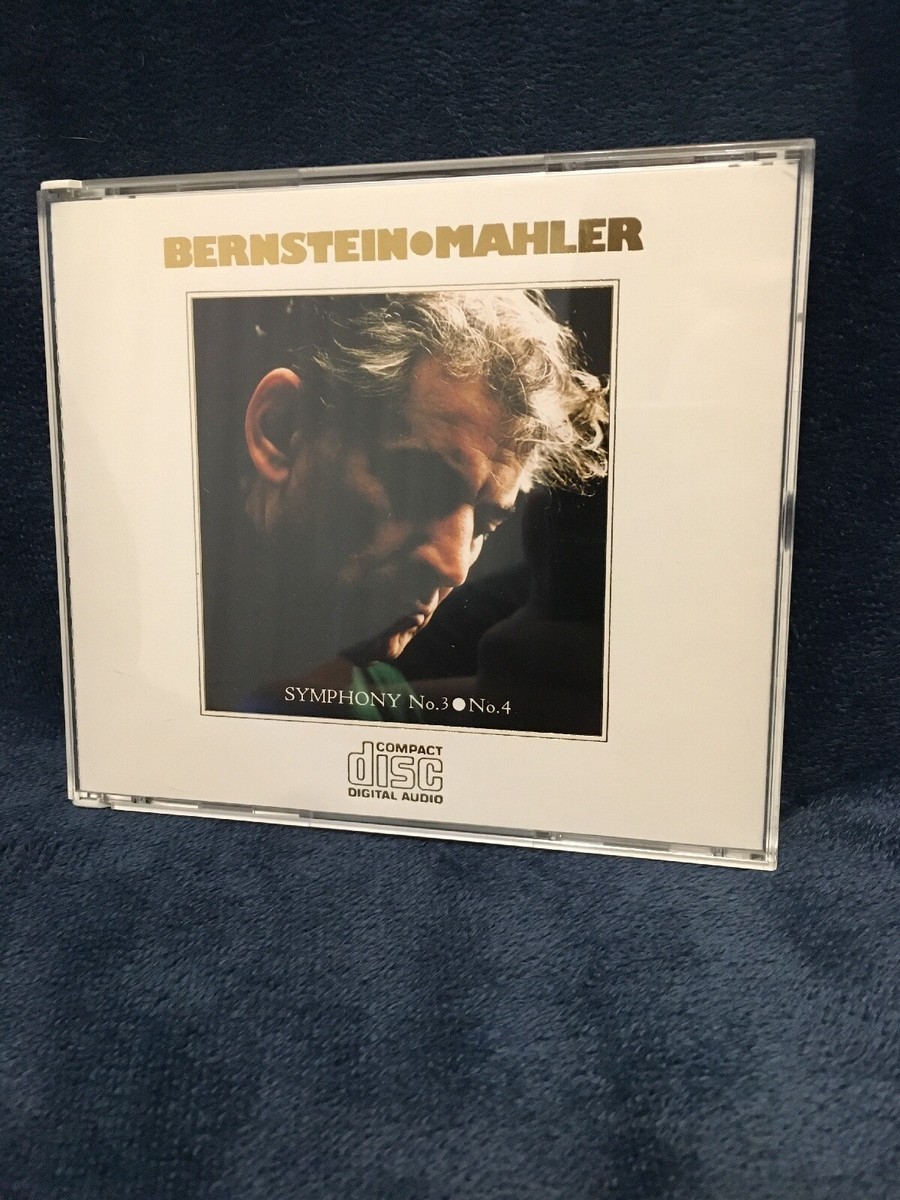 BERNSTEIN●MAHLER
SYMPHONY No.3●No.4
COMPACT
disc
DIGITAL AUDIO